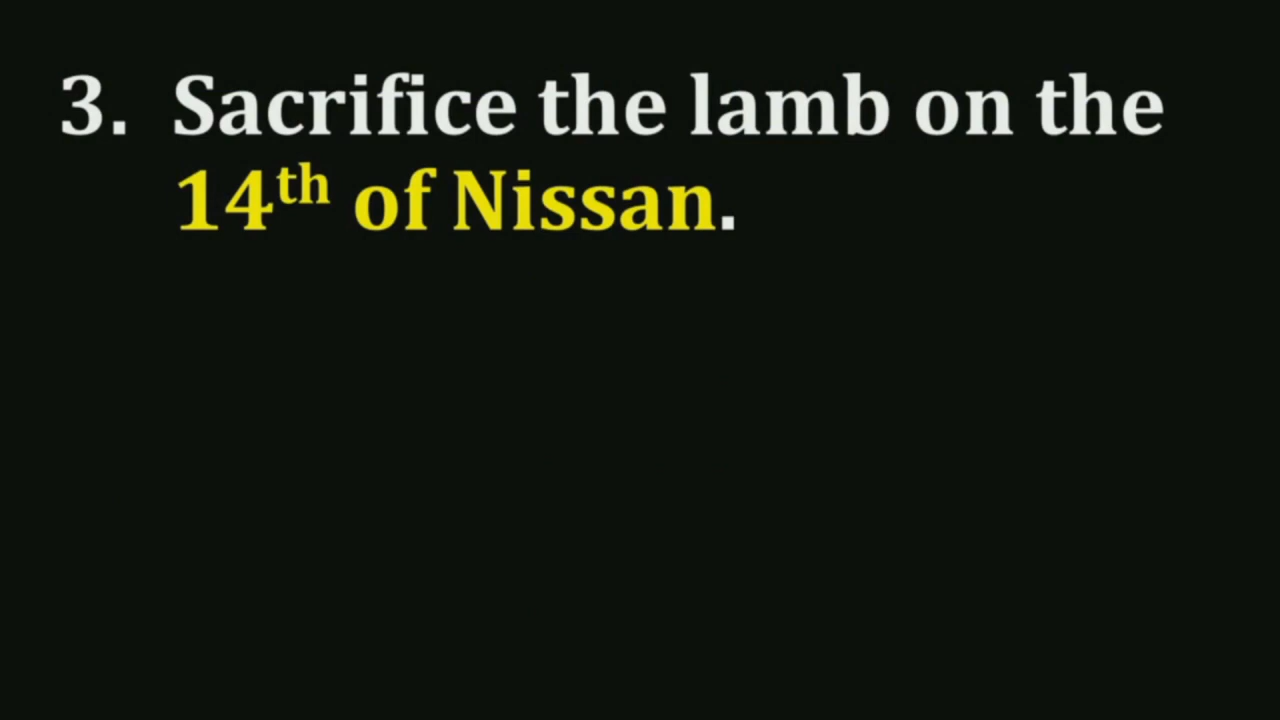 3. Sacrifice the lamb on the
14th of Nissan.